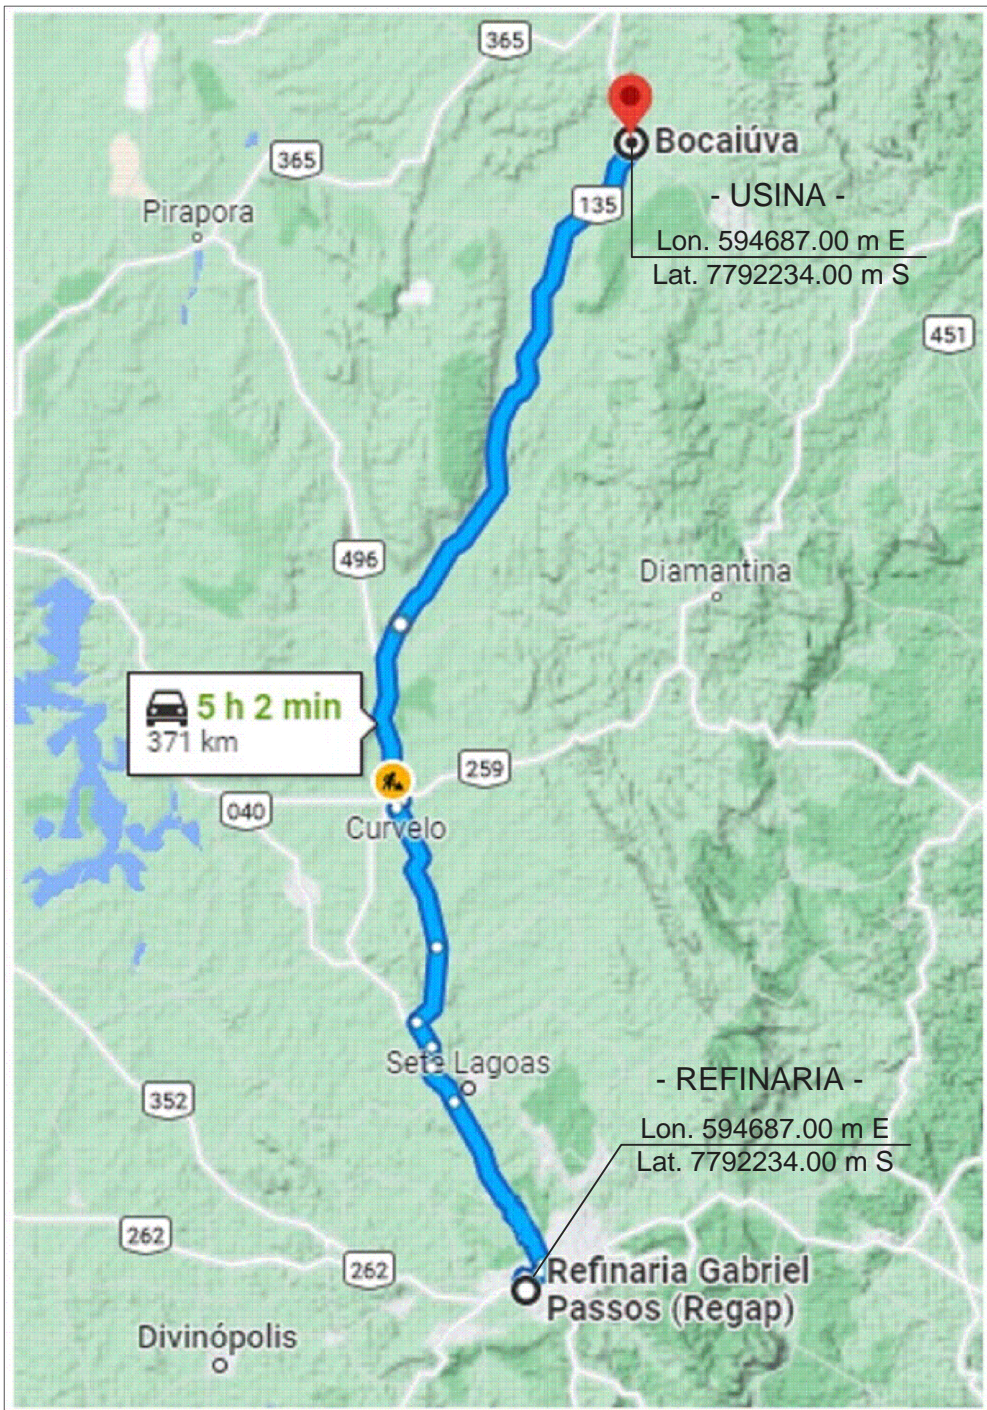 365
Bocaiúva
365
- USINA -
135
Pirapora
Lon. 594687.00 m E
Lat. 7792234.00 m S
451
496
Diamantina
5 h 2 min
371 km
259
040
Curvelo
Sete Lagoas
- REFINARIA -
352
Lon. 594687.00 m E
Lat. 7792234.00 m S
262
262
Refinaria Gabriel
Passos (Regap)
Divinópolis